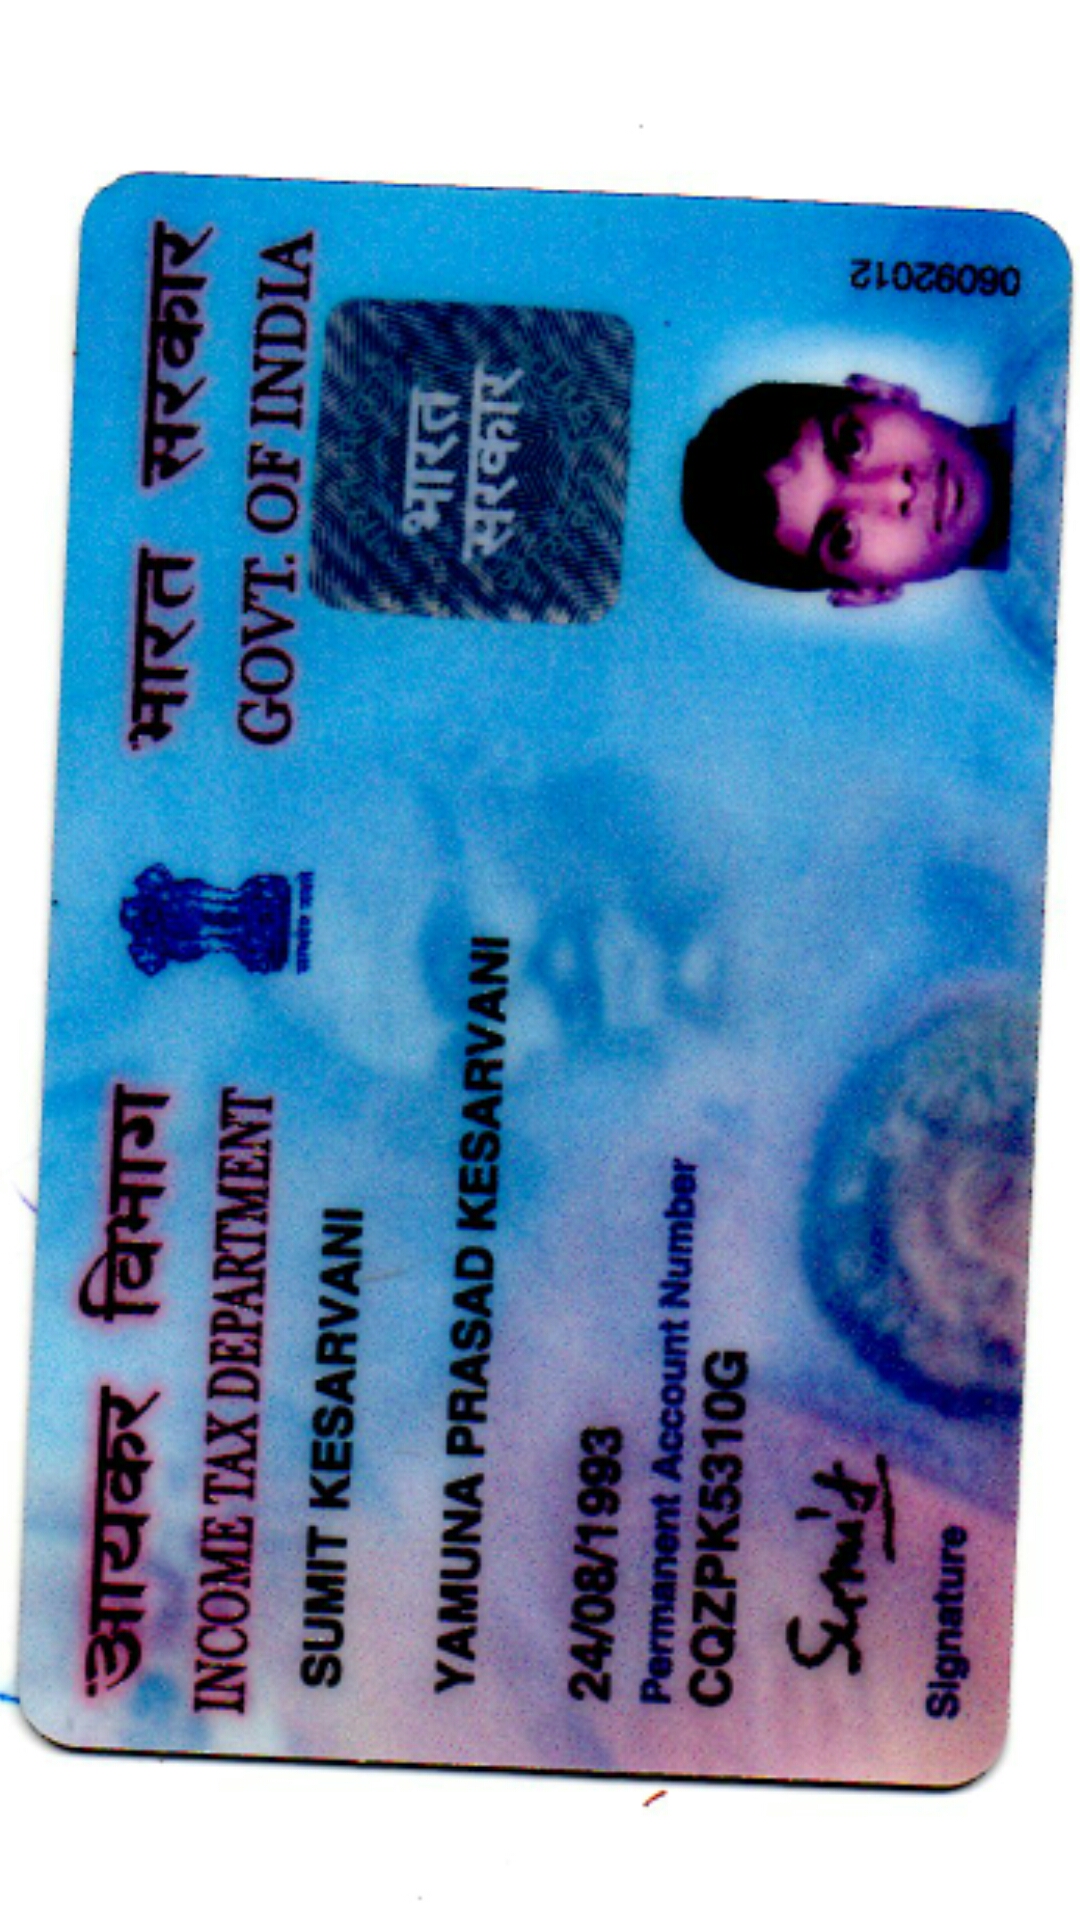 आयकर विभाग
INCOME TAX DEPARTMENT
भारत सरकार
GOVT. OF INDIA
सत्यमेव जयते
SUMIT KESARVANI
YAMUNA PRASAD KESARVANI
24/08/1993
Permanent Account Number
CQZPK5310G
Sumit
Signature
भारत
सरकार
06092012